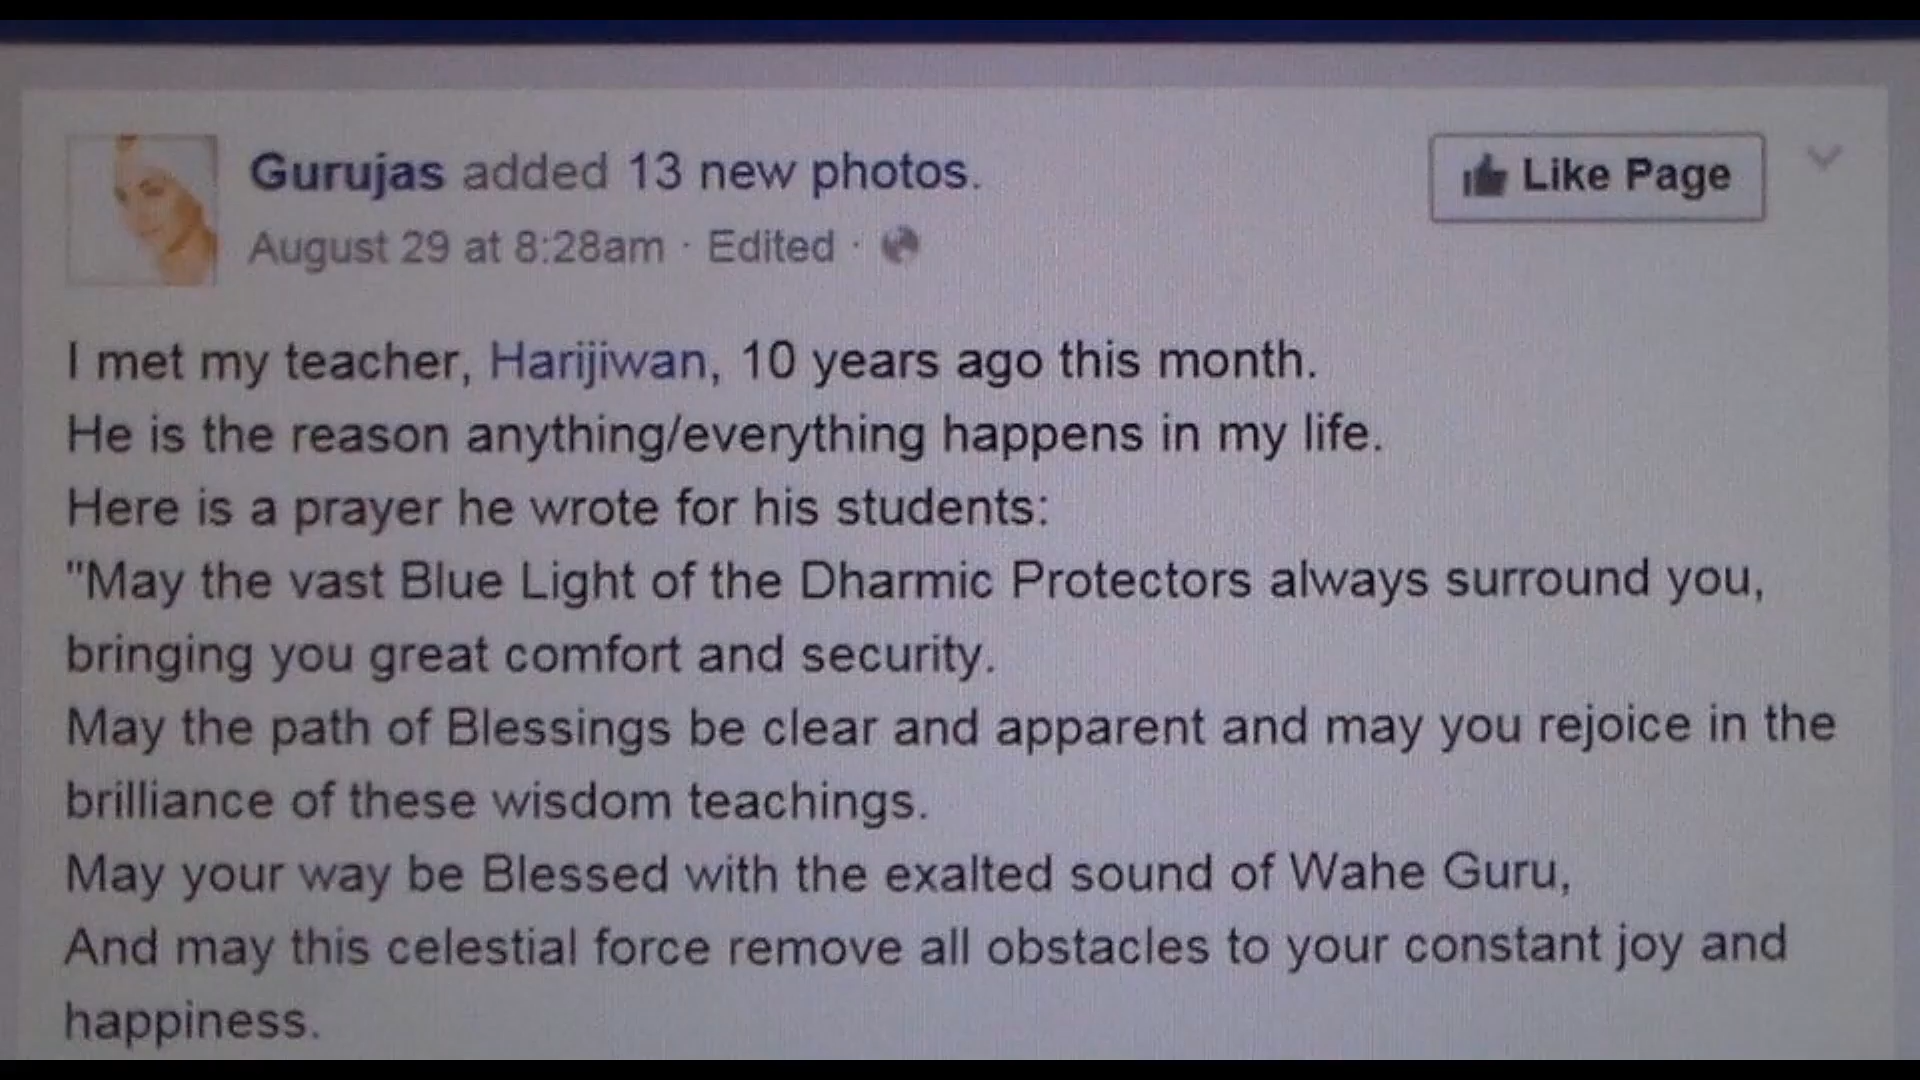 Gurujas added 13 new photos.
Like Page
August 29 at 8:28am · Edited ·
I met my teacher, Harijiwan, 10 years ago this month.
He is the reason anything/everything happens in my life.
Here is a prayer he wrote for his students:
"May the vast Blue Light of the Dharmic Protectors always surround you,
bringing you great comfort and security.
May the path of Blessings be clear and apparent and may you rejoice in the
brilliance of these wisdom teachings.
May your way be Blessed with the exalted sound of Wahe Guru,
And may this celestial force remove all obstacles to your constant joy and
happiness.